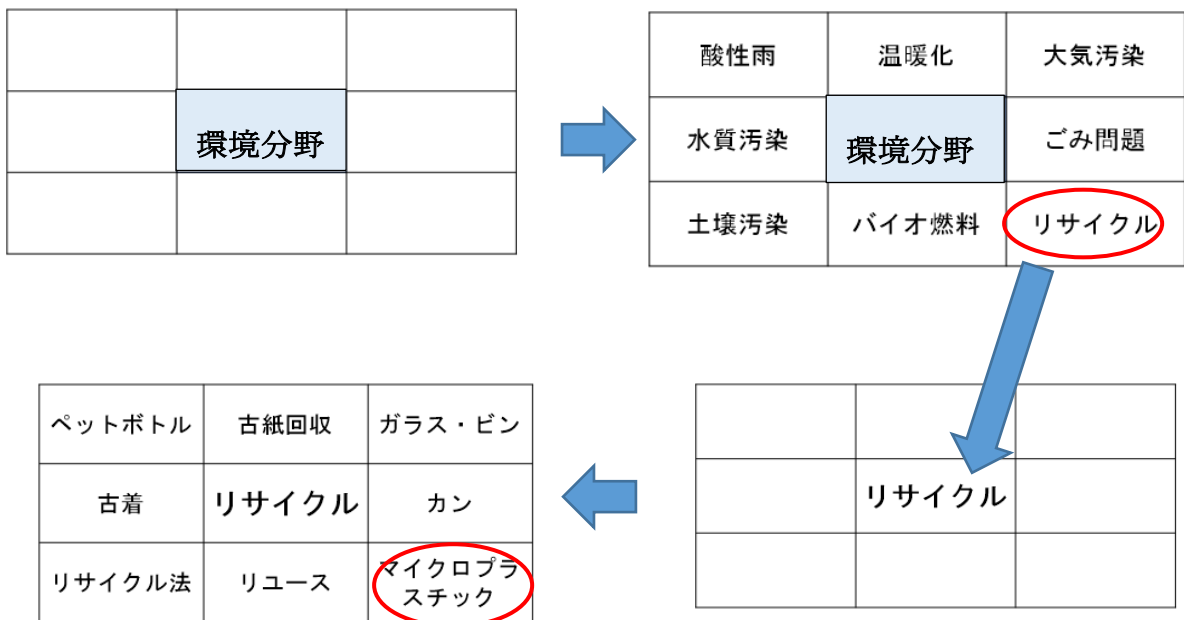 環境分野
酸性雨
温暖化
大気汚染
水質汚染
環境分野
ごみ問題
土壌汚染
バイオ燃料
リサイクル
ペットボトル
古紙回収
ガラス・ビン
古着
リサイクル
カン
リサイクル法
リユース
マイクロプラ
スチック
リサイクル